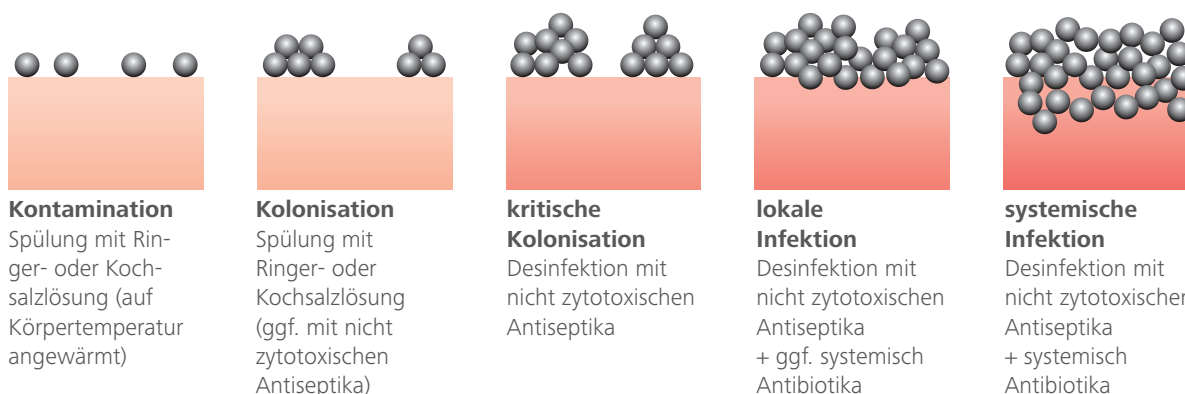 Kontamination
Spülung mit Rin-
ger- oder Koch-
salzlösung (auf
Körpertemperatur
angewärmt)
Kolonisation
Spülung mit
Ringer- oder
Kochsalzlösung
(ggf. mit nicht
zytotoxischen
Antiseptika)
kritische
Kolonisation
Desinfektion mit
nicht zytotoxischen
Antiseptika
lokale
Infektion
Desinfektion mit
nicht zytotoxischen
Antiseptika
+ ggf. systemisch
Antibiotika
systemische
Infektion
Desinfektion mit
nicht zytotoxischen
Antiseptika
+ systemisch
Antibiotika